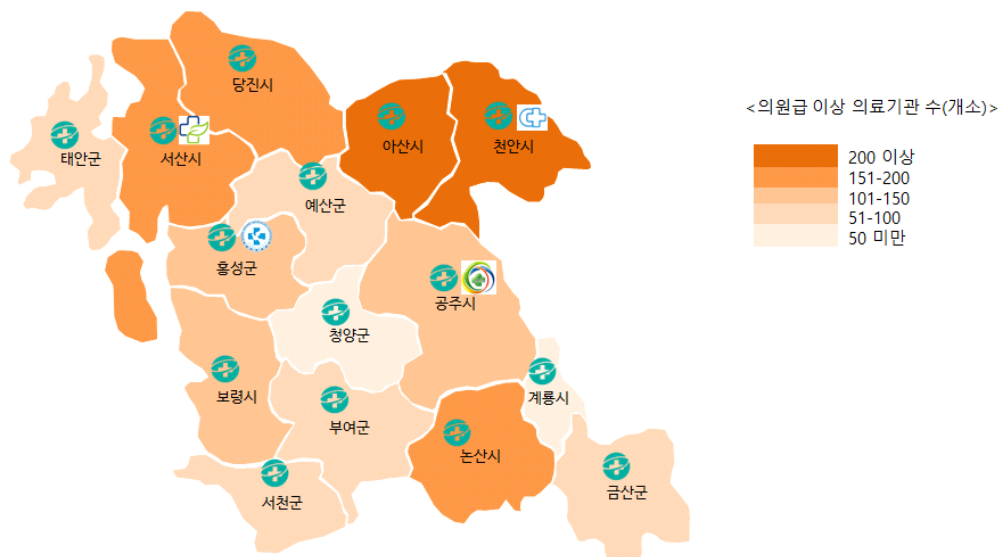 당진시
<의원급 이상 의료기관 수(개소)>
아산시
천안시
태안군
서산시
200 이상
151-200
101-150
51-100
50 미만
예산군
홍성군
공주시
청양군
보령시
계룡시
부여군
논산시
서천군
금산군